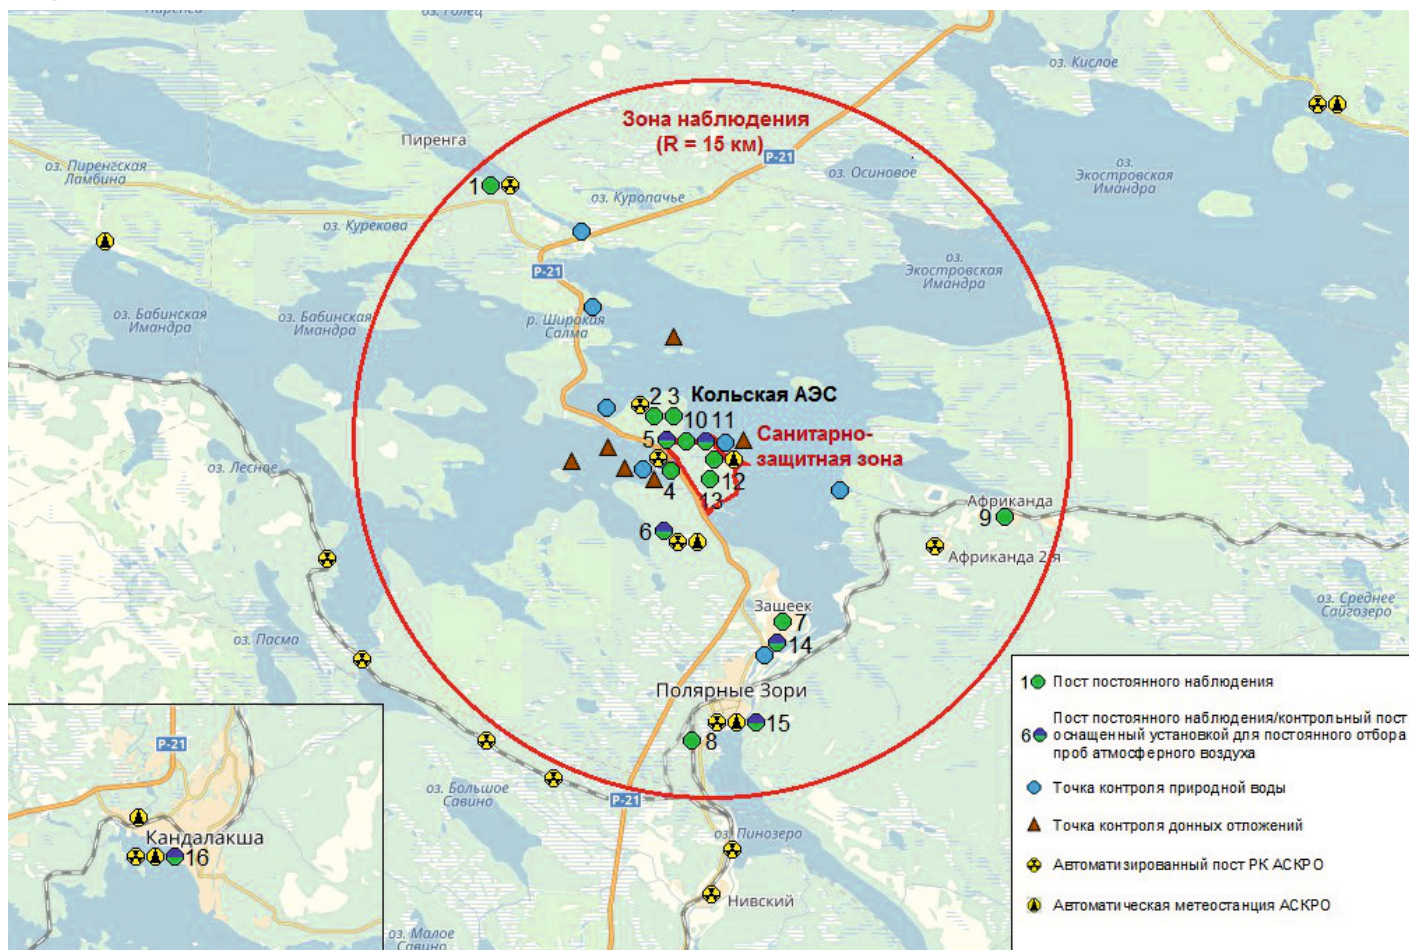 оз. Голец
Пиренга
оз. Кислое
Зона наблюдения
(R = 15 км)
Р-21
Пиренга
оз. Пиренгская
Ламбина
оз.
Экостровская
Имандра
оз. Осиновое
1
оз. Куропачье
оз. Курекова
оз.
Экостровская
Имандра
Р-21
оз. Бабинская
Имандра
оз. Бабинская
Имандра
р. Широкая
Салма
Кольская АЭС
2 3
10 11
5
Санитарно-
защитная зона
оз. Лесное
4
12
13
Африканда
9
6
Африканда 2-я
Зашеек
7
оз. Среднее
Сайгозеро
оз. Пасма
14
Полярные Зори
15
8
оз. Большое
Савино
Р-21
оз. Пинозеро
Нивский
оз. Малое
Савино
Р-21
Кандалакша
16
1 Пост постоянного наблюдения
Пост постоянного наблюдения/контрольный пост
6 оснащенный установкой для постоянного отбора
проб атмосферного воздуха
Точка контроля природной воды
Точка контроля донных отложений
Автоматизированный пост РК АСКРО
Автоматическая метеостанция АСКРО